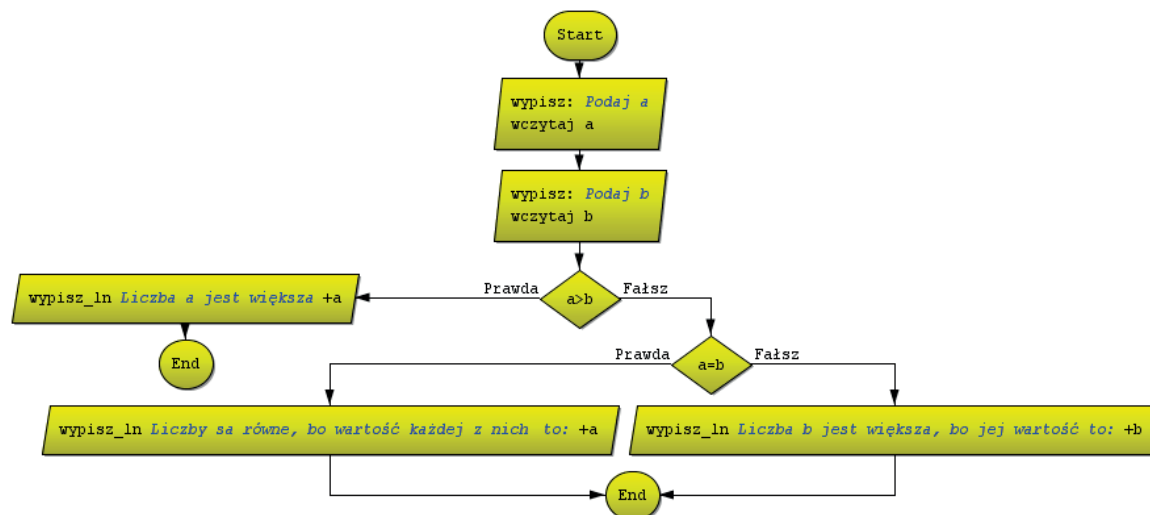 Start
wypisz: Podaj a
wczytaj a
wypisz: Podaj b
wczytaj b
Prawda
a>b
Fałsz
wypisz_ln Liczba a jest większa +a
End
Prawda
a=b
Fałsz
wypisz_ln Liczby sa równe, bo wartość każdej z nich to: +a
wypisz_ln Liczba b jest większa, bo jej wartość to: +b
End